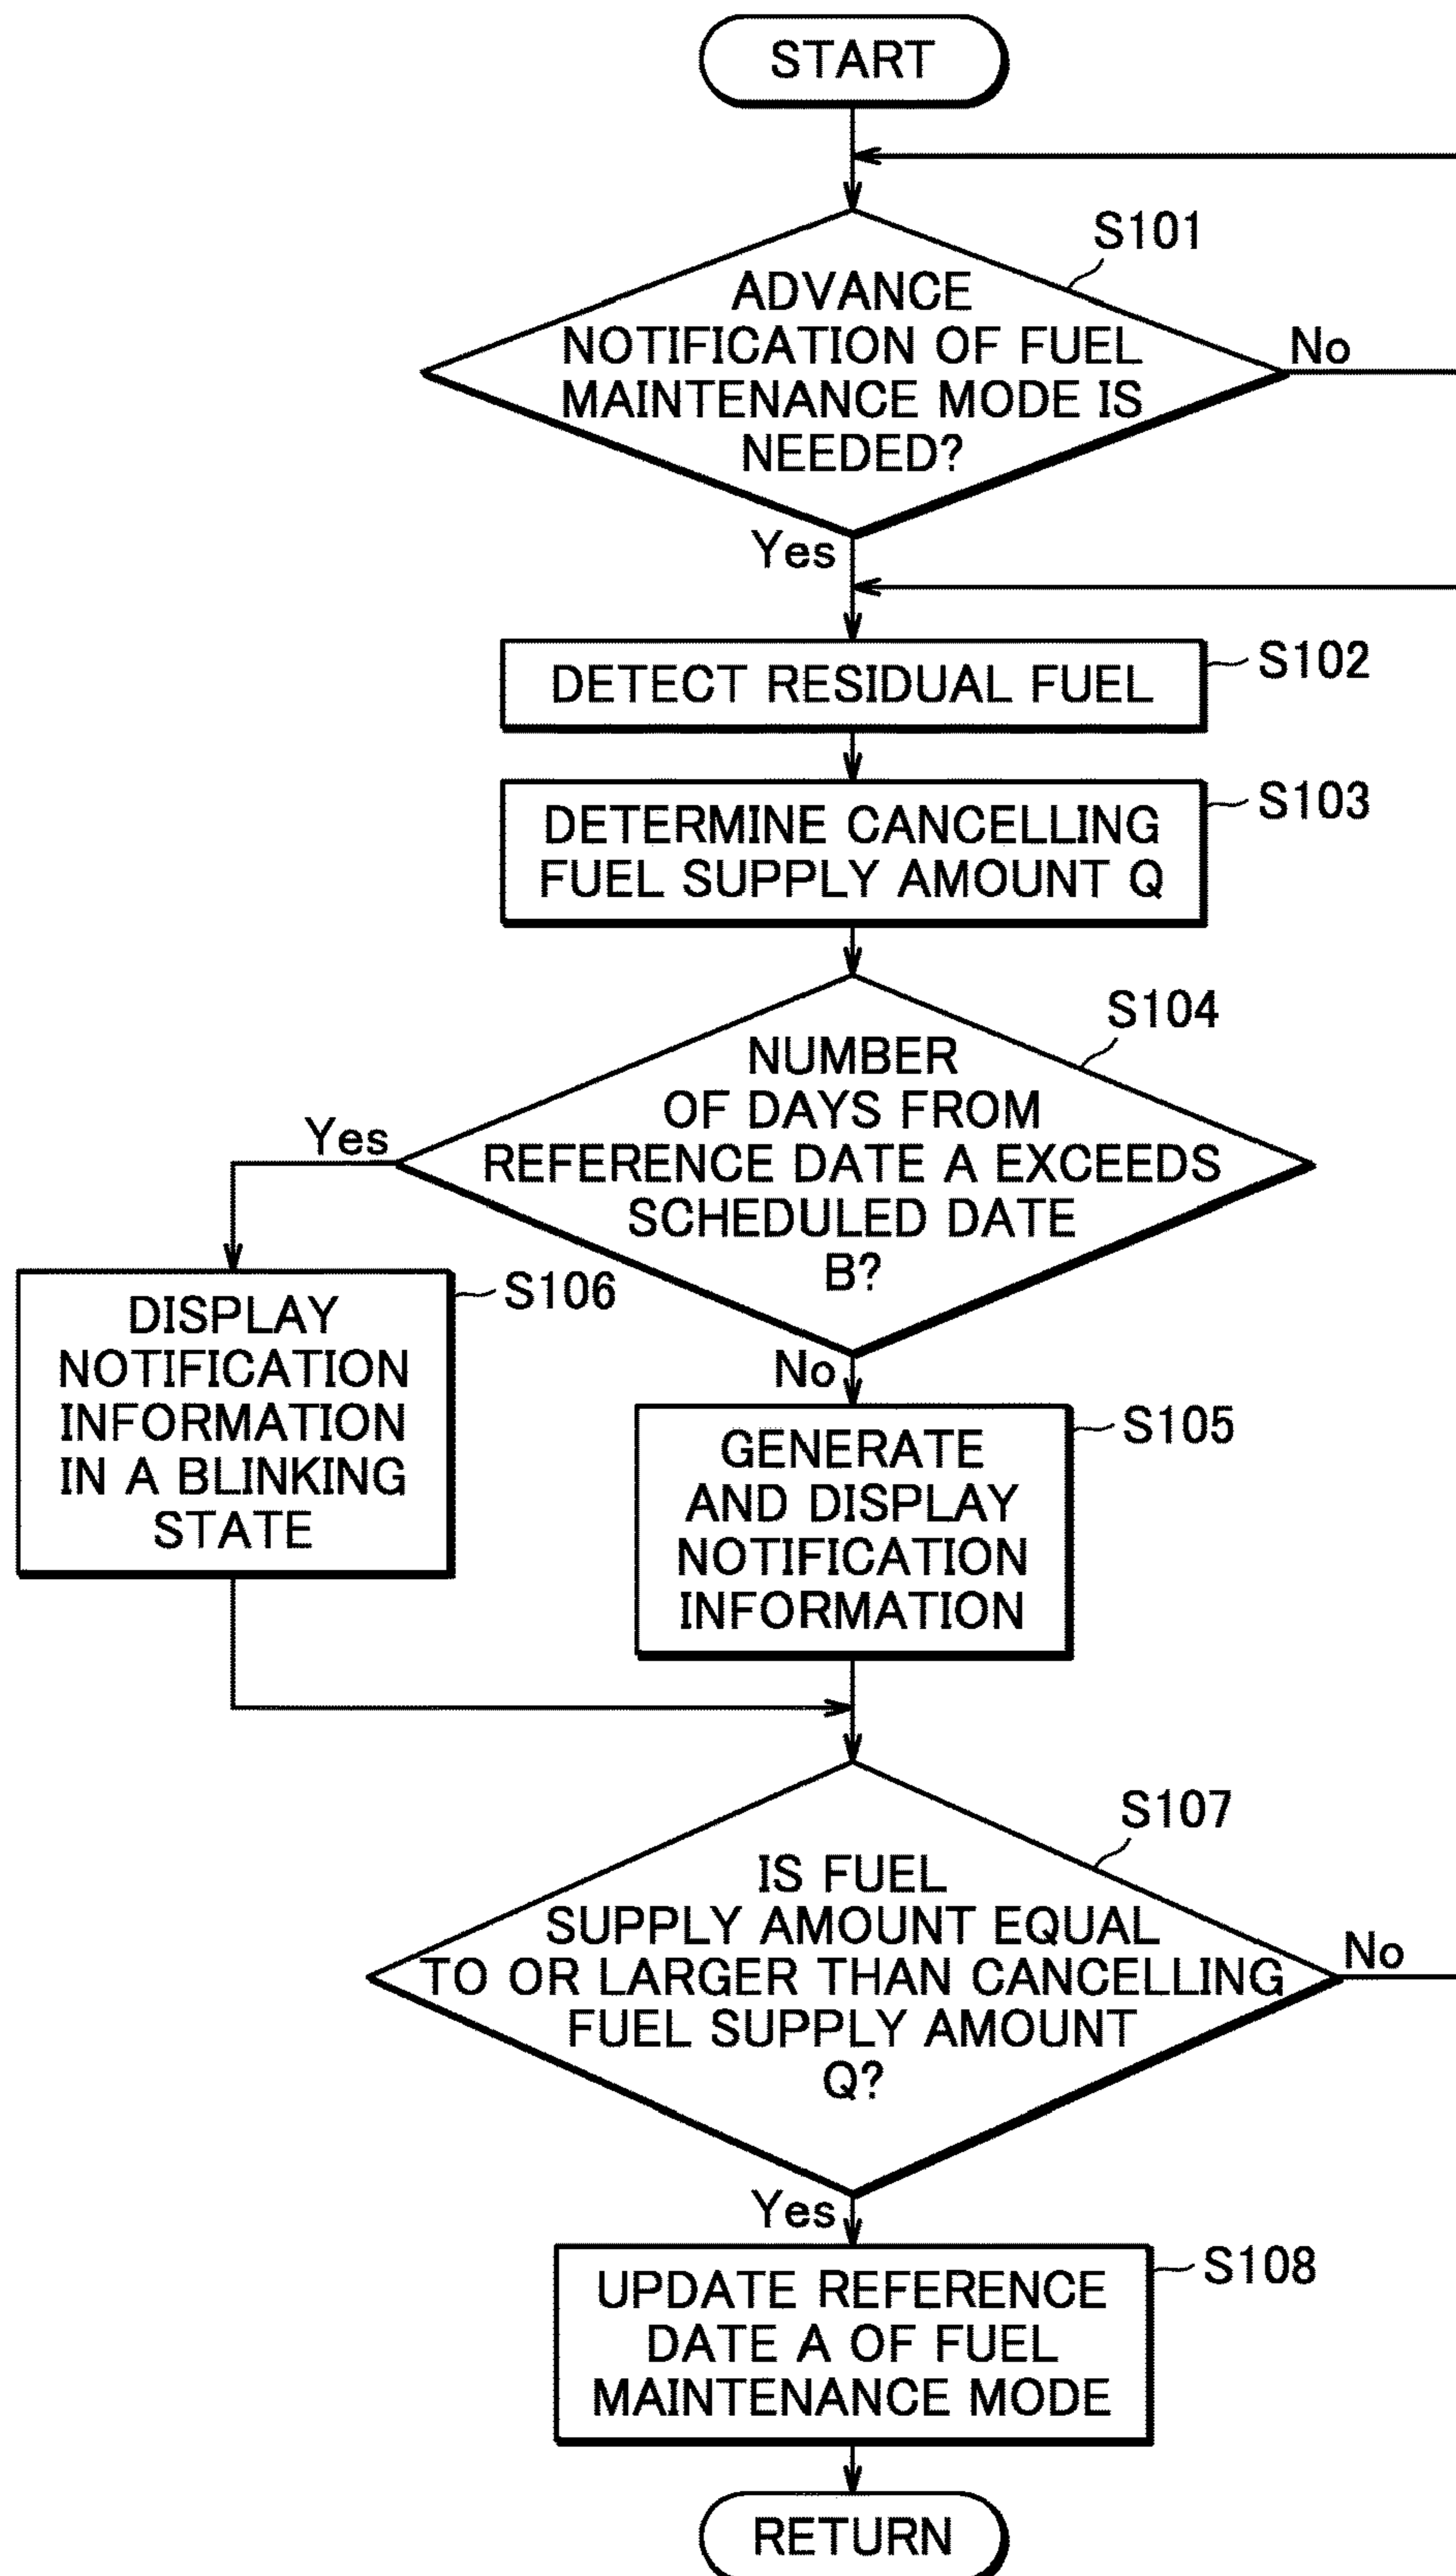 START
S101
ADVANCE
NOTIFICATION OF FUEL
MAINTENANCE MODE IS
NEEDED?
No
Yes
DETECT RESIDUAL FUEL
S102
DETERMINE CANCELLING
FUEL SUPPLY AMOUNT Q
S103
S104
NUMBER
OF DAYS FROM
REFERENCE DATE A EXCEEDS
SCHEDULED DATE
B?
Yes
No
DISPLAY
NOTIFICATION
INFORMATION
IN A BLINKING
STATE
S106
GENERATE
AND DISPLAY
NOTIFICATION
INFORMATION
S105
S107
IS FUEL
SUPPLY AMOUNT EQUAL
TO OR LARGER THAN CANCELLING
FUEL SUPPLY AMOUNT
Q?
No
Yes
UPDATE REFERENCE
DATE A OF FUEL
MAINTENANCE MODE
S108
RETURN